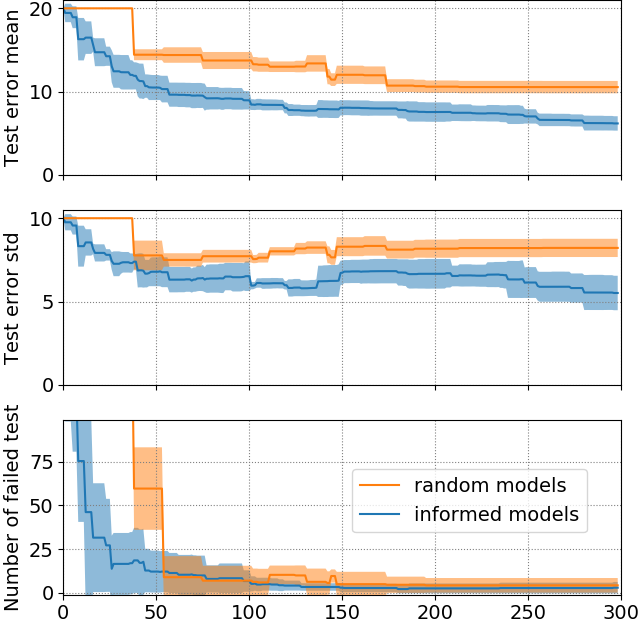 Test error mean
20
10
0
Test error std
10
5
0
Number of failed test
75
50
25
0
random models
informed models
0 50 100 150 200 250 300